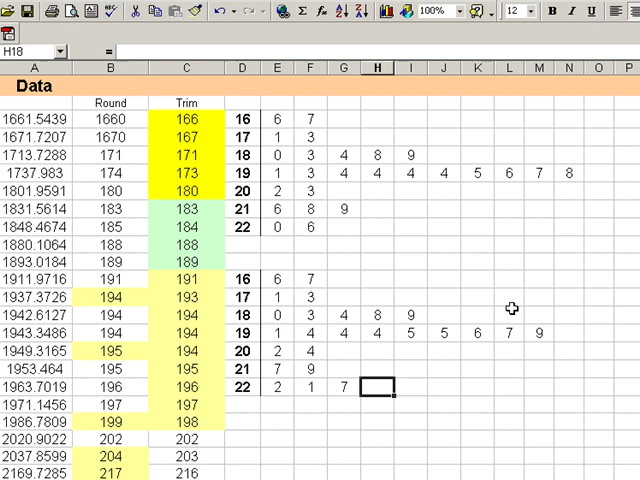 100% 12 B I U
H18 =
A B C D E F G H I J K L M N O P
Data
Round Trim
1661.5439 1660 166 16 6 7
1671.7207 1670 167 17 1 3
1713.7288 171 171 18 0 3 4 8 9
1737.983 174 173 19 1 3 4 4 4 4 5 6 7 8
1801.9591 180 180 20 2 3
1831.5614 183 183 21 6 8 9
1848.4674 185 184 22 0 6
1880.1064 188 188
1893.0184 189 189
1911.9716 191 191 16 6 7
1937.3726 194 193 17 1 3
1942.6127 194 194 18 0 3 4 8 9
1943.3486 194 194 19 1 4 4 4 5 5 6 7 9
1949.3165 195 194 20 2 4
1953.464 195 195 21 7 9
1963.7019 196 196 22 2 1 7
1971.1456 197 197
1986.7809 199 198
2020.9022 202 202
2037.8599 204 203
2169.7285 217 216